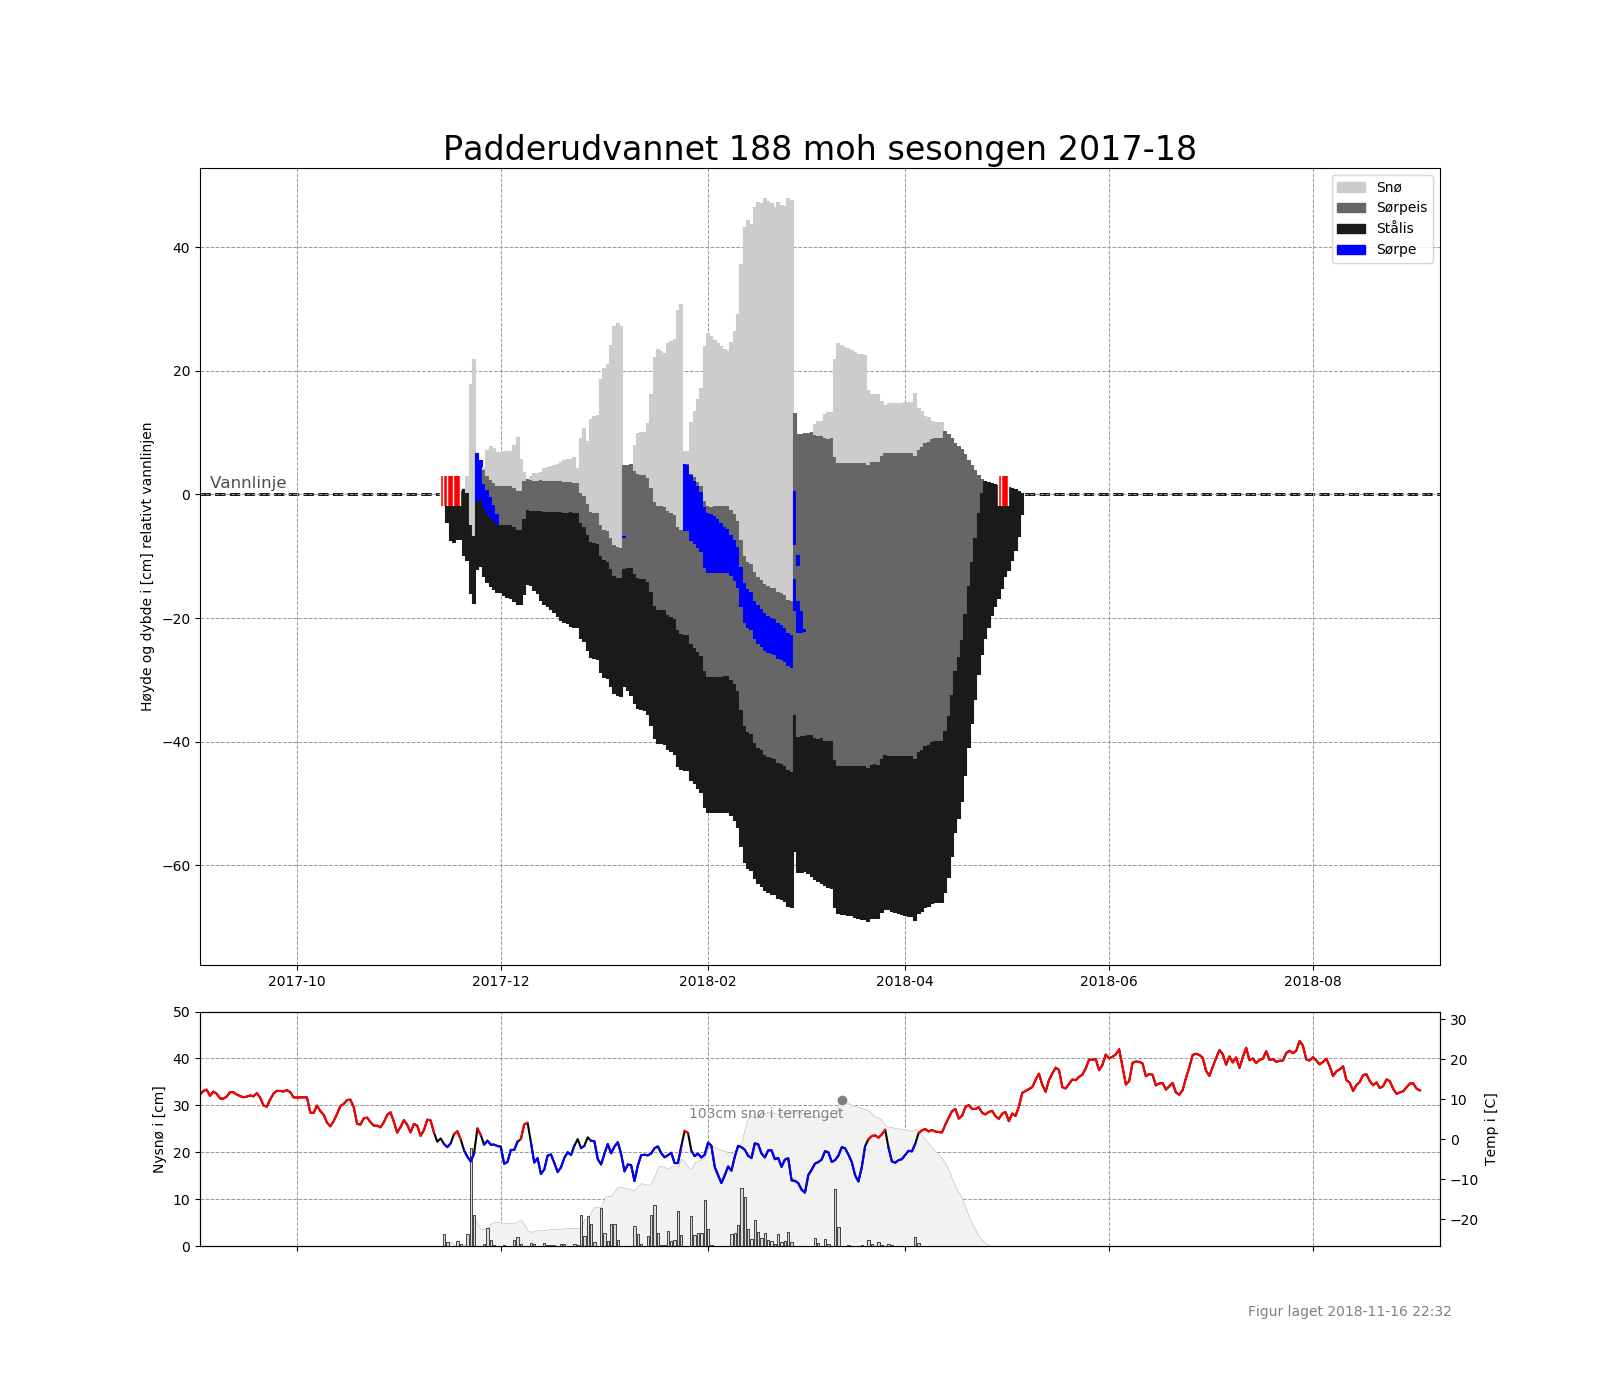 Padderudvannet 188 moh sesongen 2017-18
Snø
Sørpeis
Stålis
Sørpe
Høyde og dybde i [cm] relativt vannlinjen
40
20
0
−20
−40
−60
Vannlinje
2017-10 2017-12 2018-02 2018-04 2018-06 2018-08
Nysnø i [cm]
50
40
30
20
10
0
103cm snø i terrenget
30
20
10
0
−10
−20
Temp i [C]
Figur laget 2018-11-16 22:32